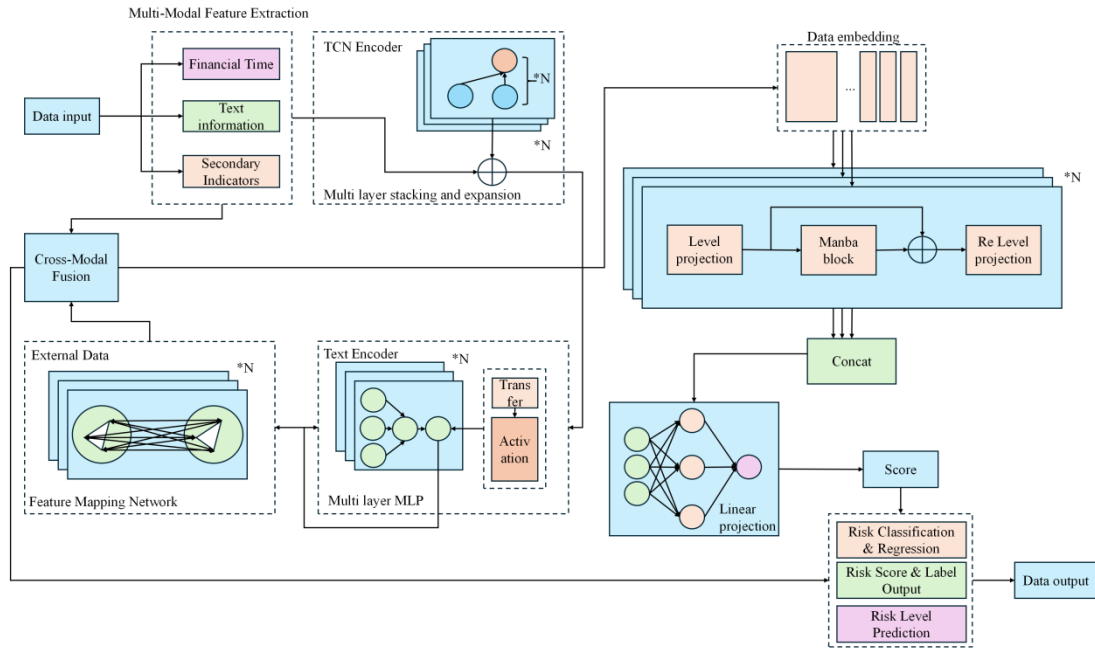 Multi-Modal Feature Extraction
Data input
Financial Time
Text
information
Secondary
Indicators
TCN Encoder
*N
*N
Multi layer stacking and expansion
Data embedding
...
*N
Level
projection
Manba
block
Re Level
projection
Cross-Modal
Fusion
External Data
*N
Feature Mapping Network
Text Encoder
*N
Trans
fer
Activ
ation
Multi layer MLP
Concat
Linear
projection
Score
Risk Classification
& Regression
Risk Score & Label
Output
Risk Level
Prediction
Data output